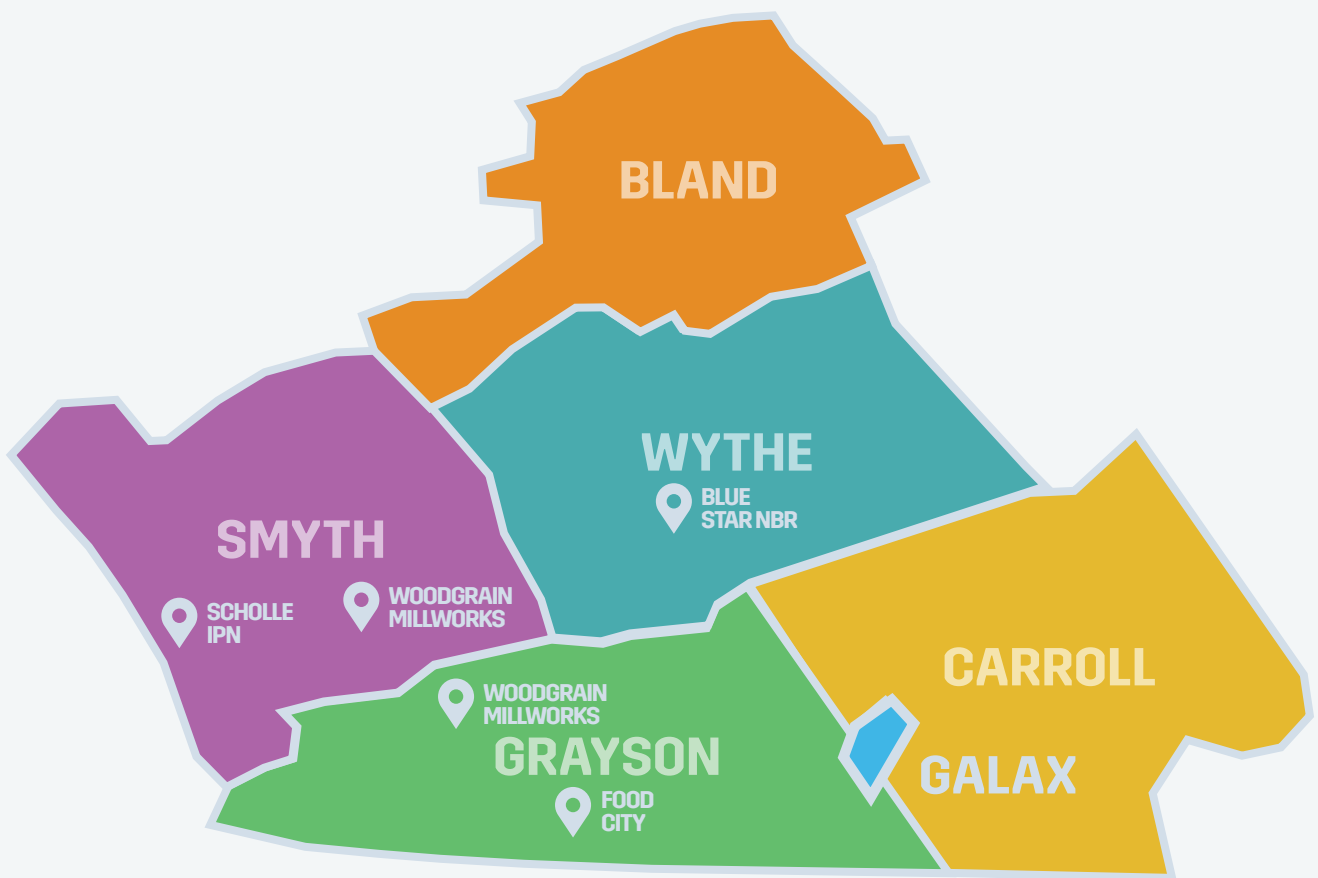 BLAND
WYTHE
BLUE
STAR NBR
SMYTH
SCHOLLE
IPN
WOODGRAIN
MILLWORKS
WOODGRAIN
MILLWORKS
GRAYSON
FOOD
CITY
CARROLL
GALAX